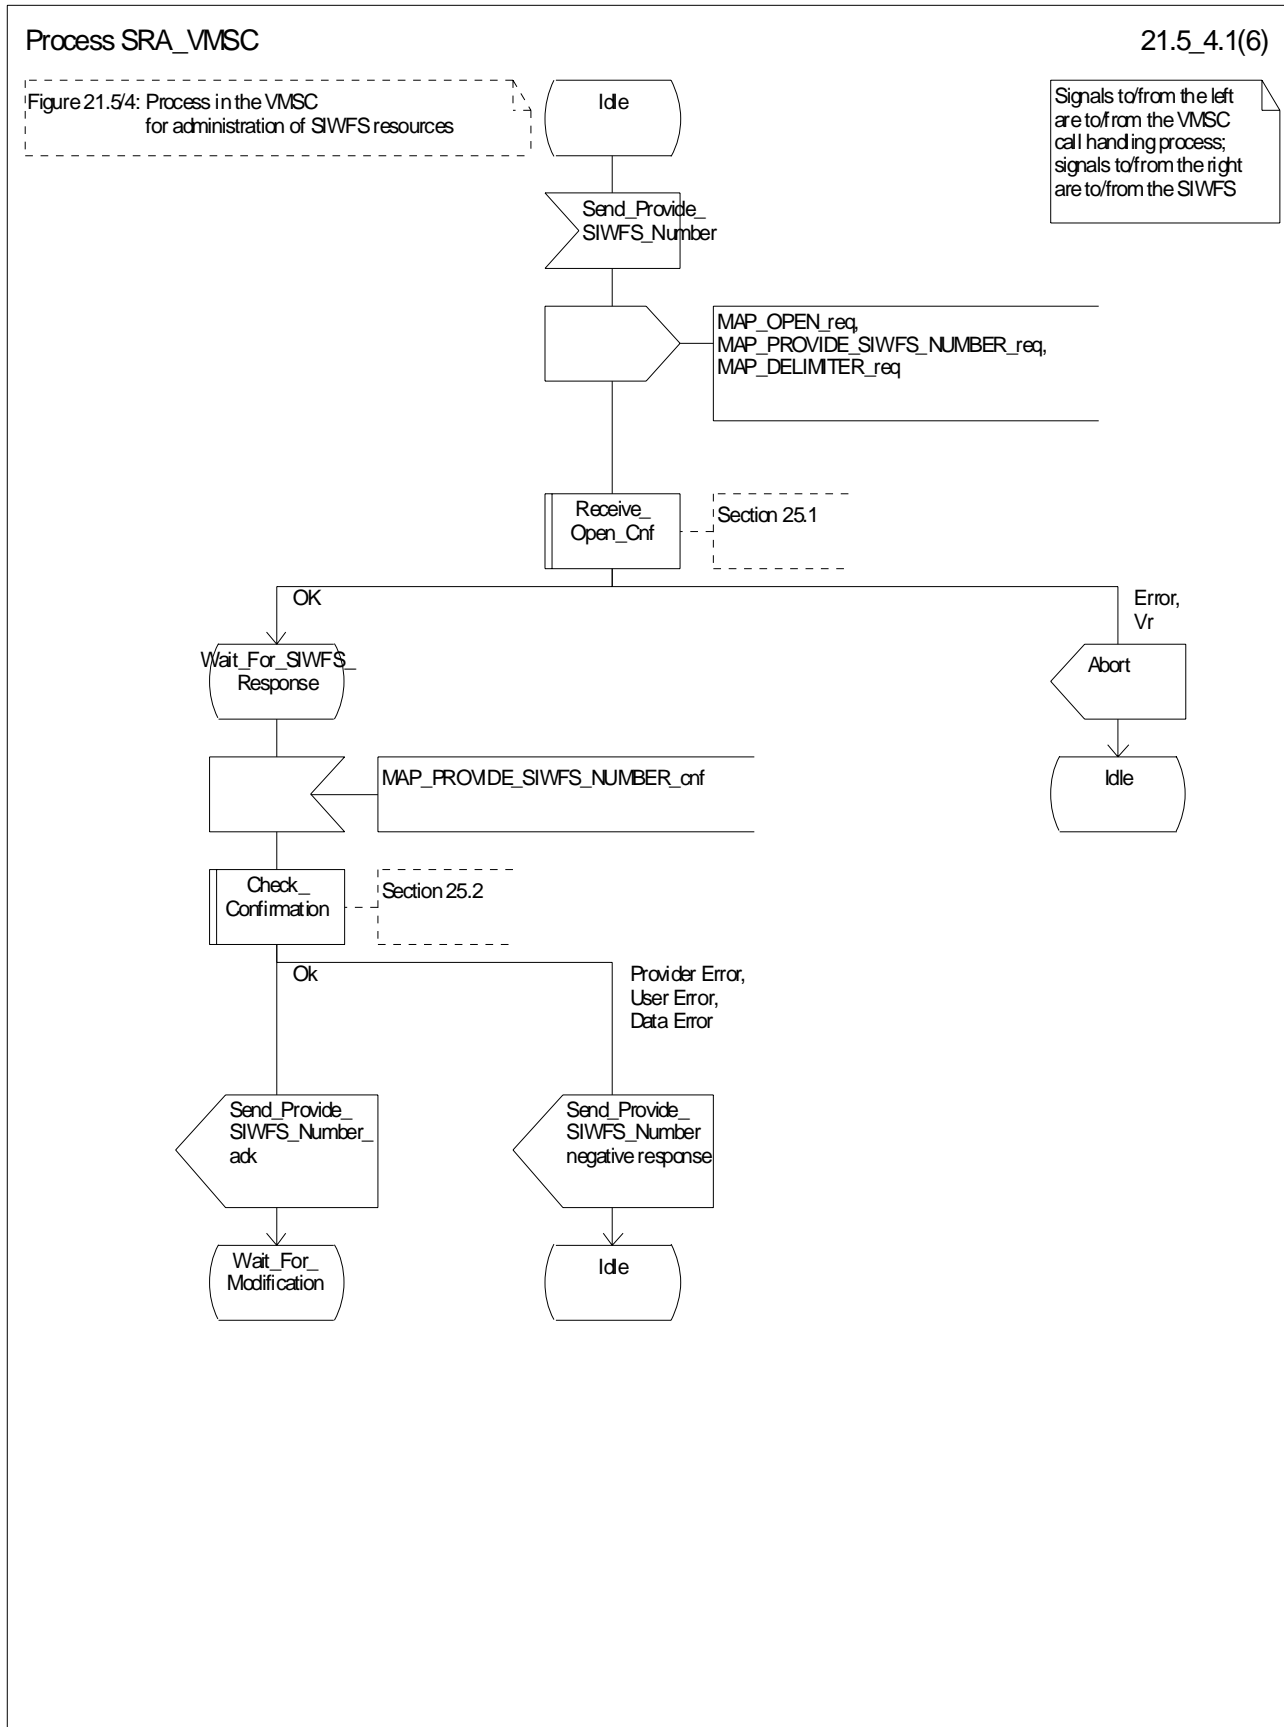 Process SRA_VMSC
21.5_4.1(6)
Figure 21.5/4: Process in the VMSC
for administration of SIWFS resources
Idle
Signals to/from the left
are to/from the VMSC
call handling process;
signals to/from the right
are to/from the SIWFS
Send_Provide_
SIWFS_Number
MAP_OPEN_req,
MAP_PROVIDE_SIWFS_NUMBER_req,
MAP_DELIMITER_req
Receive_
Open_Cnf
Section 25.1
OK
Error,
Vr
Wait_For_SIWFS_
Response
Abort
MAP_PROVIDE_SIWFS_NUMBER_cnf
Idle
Check_
Confirmation
Section 25.2
Ok
Provider Error,
User Error,
Data Error
Send_Provide_
SIWFS_Number_
ack
Send_Provide_
SIWFS_Number
negative response
Wait_For_
Modification
Idle